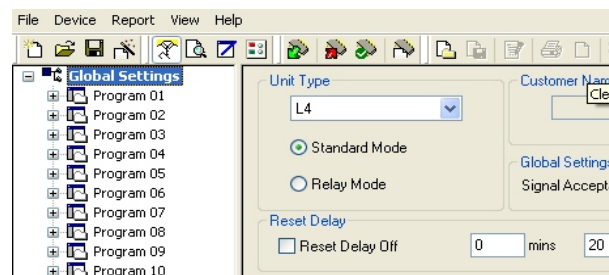 File Device Report View Help
Global Settings
Program 01
Program 02
Program 03
Program 04
Program 05
Program 06
Program 07
Program 08
Program 09
Program 10
Unit Type
L4
Standard Mode
Relay Mode
Customer Nam
Cle
Global Settings
Signal Accept
Reset Delay
Reset Delay Off 0 mins 20